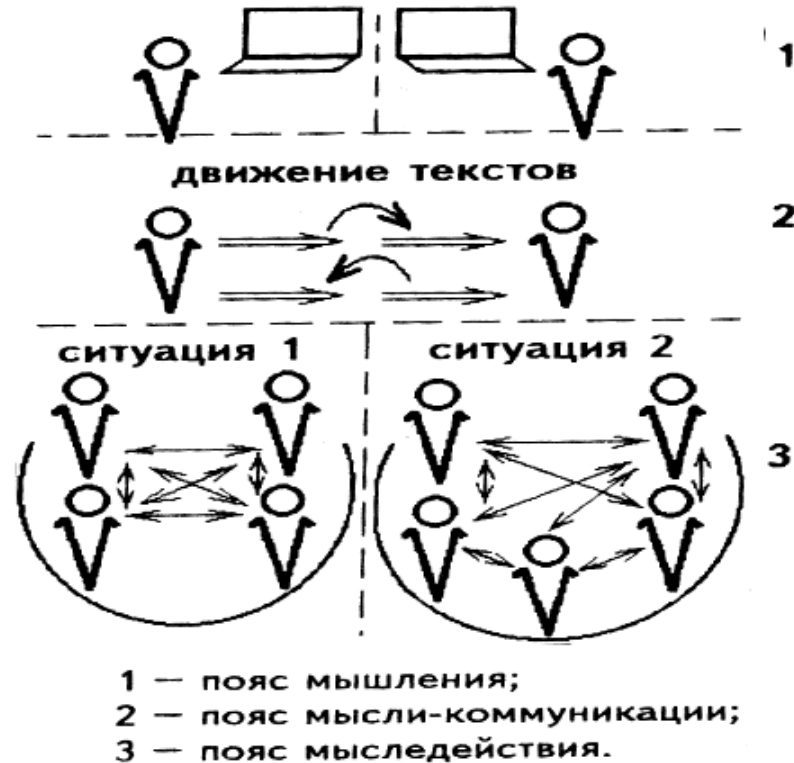 1
движение текстов
2
ситуация 1
ситуация 2
3
1 — пояс мышления;
2 — пояс мысли-коммуникации;
3 — пояс мыследействия.